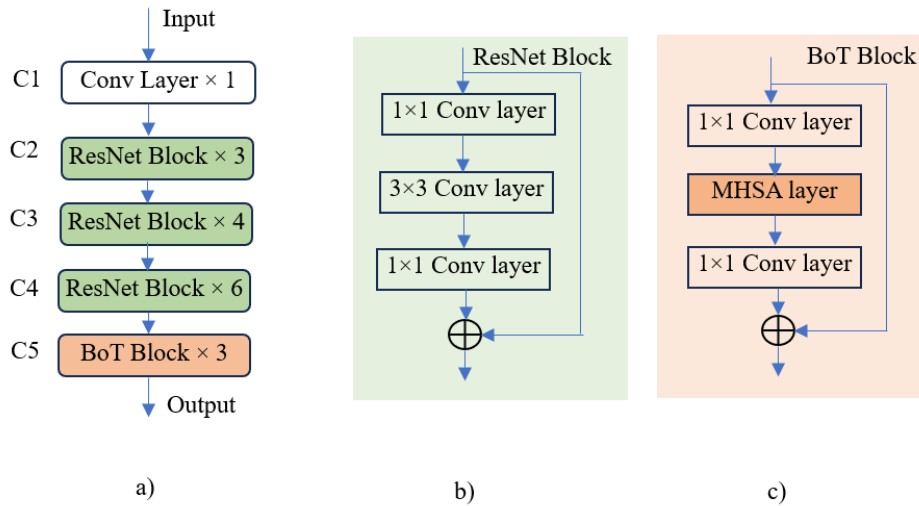 Input
C1
Conv Layer × 1
C2
ResNet Block × 3
C3
ResNet Block × 4
C4
ResNet Block × 6
C5
BoT Block × 3
Output
a)
ResNet Block
1×1 Conv layer
3×3 Conv layer
1×1 Conv layer
b)
BoT Block
1×1 Conv layer
MHSA layer
1×1 Conv layer
c)